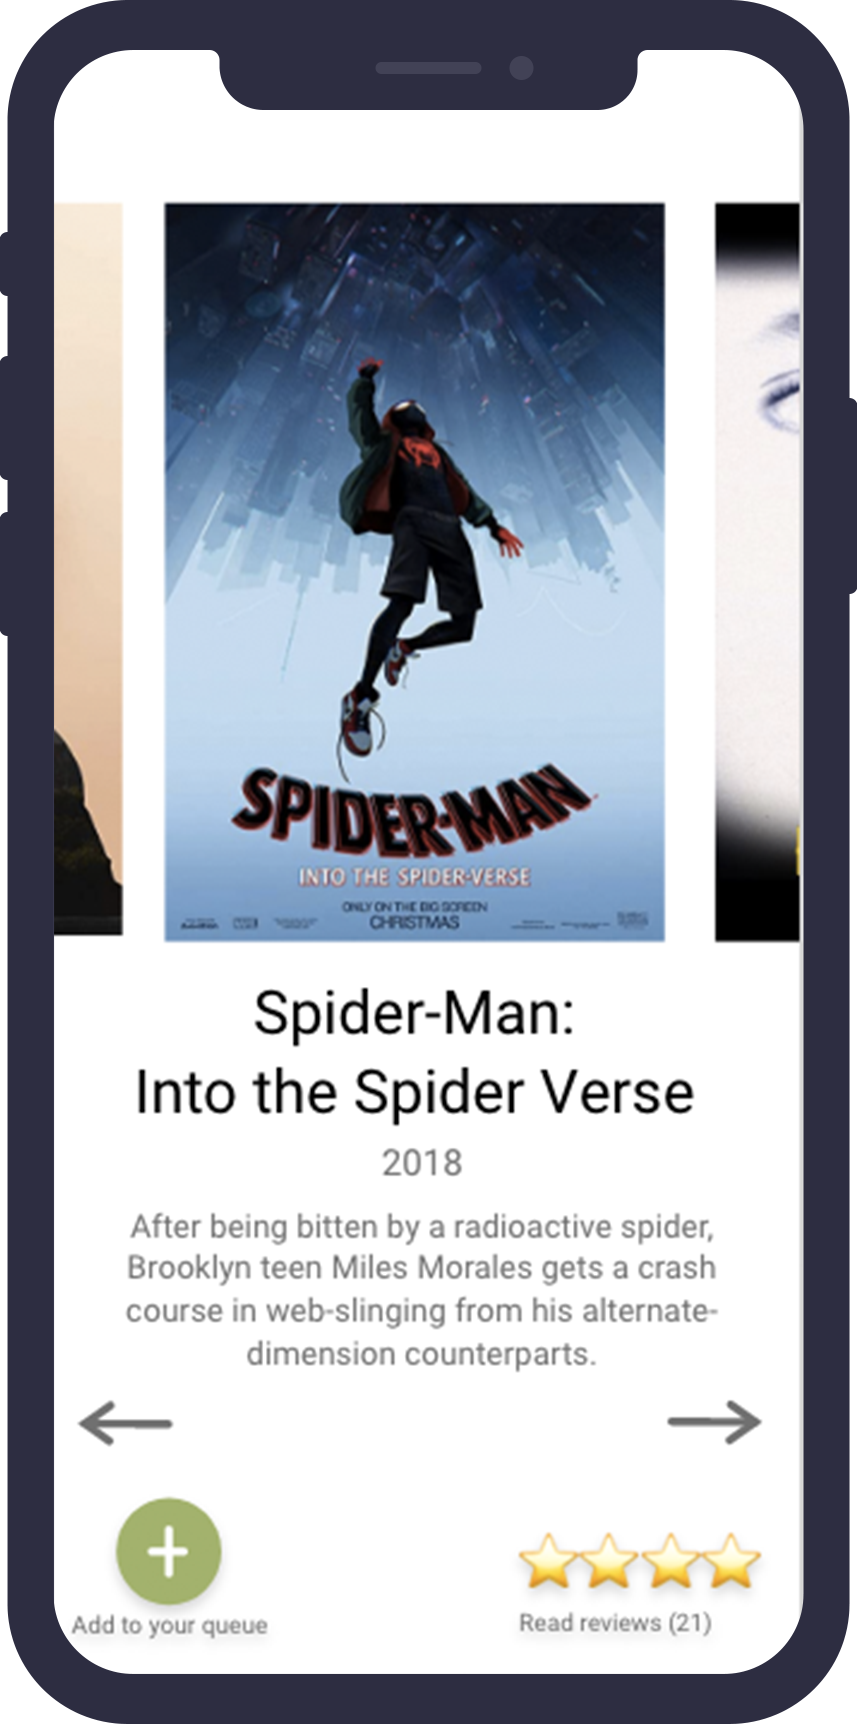 SPIDER-MAN
INTO THE SPIDER-VERSE
ONLY ON THE BIG SCREEN
CHRISTMAS
Spider-Man:
Into the Spider Verse
2018
After being bitten by a radioactive spider,
Brooklyn teen Miles Morales gets a crash
course in web-slinging from his alternate-
dimension counterparts.
Add to your queue
Read reviews (21)